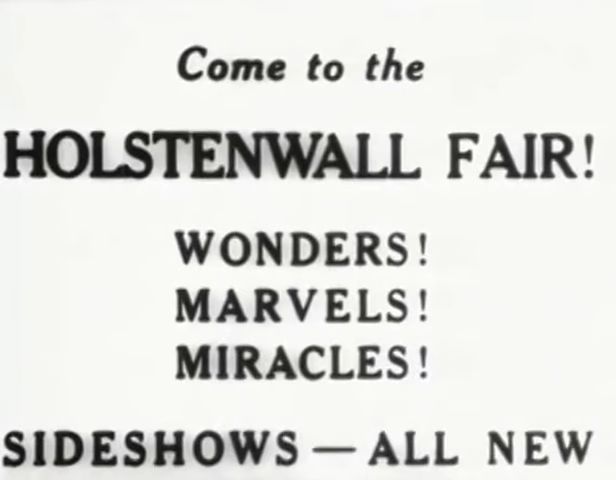 Come to the
HOLSTENWALL FAIR!
WONDERS!
MARVELS!
MIRACLES!
SIDESHOWS — ALL NEW